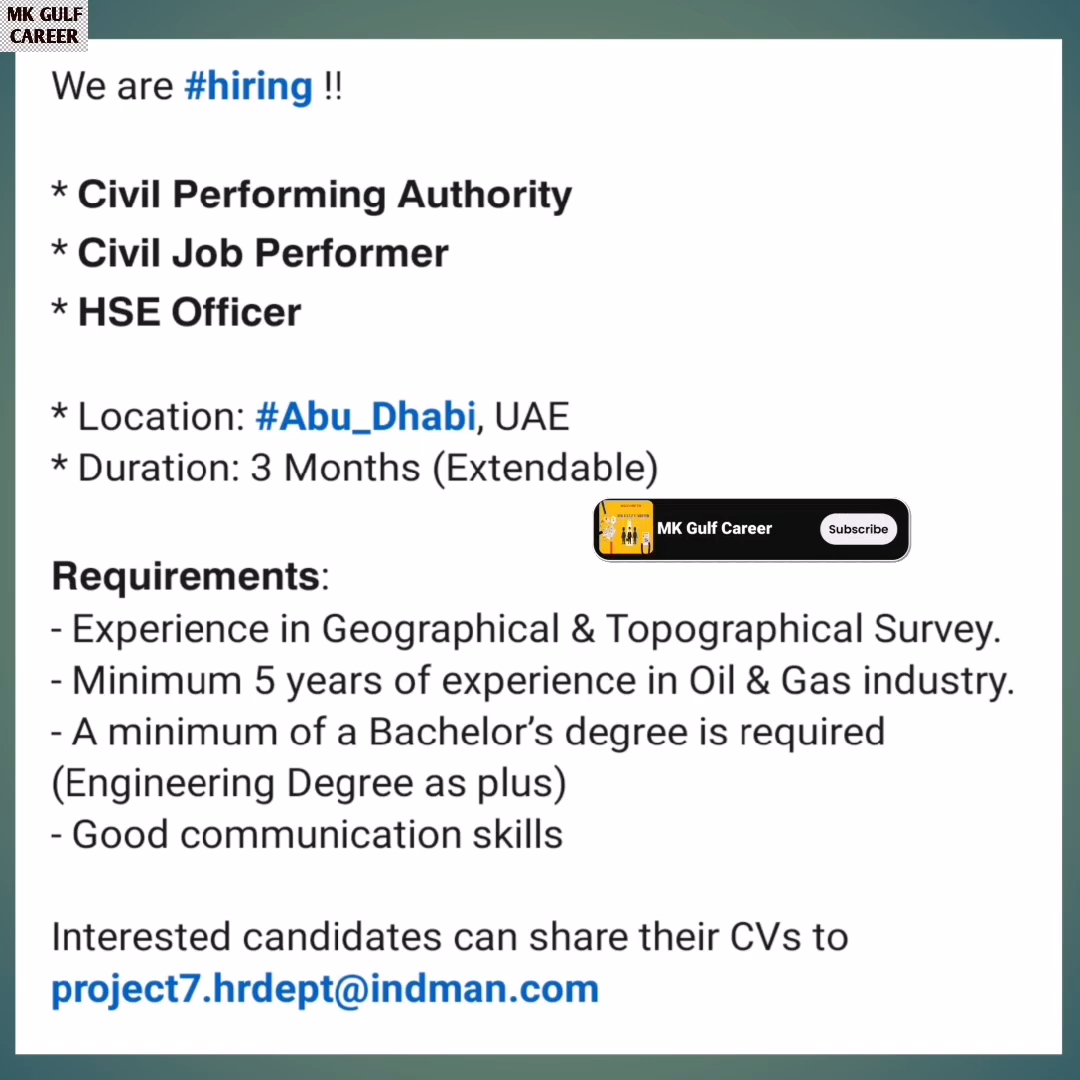 MK GULF
CAREER
We are #hiring !!
* Civil Performing Authority
* Civil Job Performer
* HSE Officer
* Location: #Abu_Dhabi, UAE
* Duration: 3 Months (Extendable)
MK Gulf Career
Subscribe
Requirements:
- Experience in Geographical & Topographical Survey.
- Minimum 5 years of experience in Oil & Gas industry.
- A minimum of a Bachelor’s degree is required
(Engineering Degree as plus)
- Good communication skills
Interested candidates can share their CVs to
project7.hrdept@indman.com